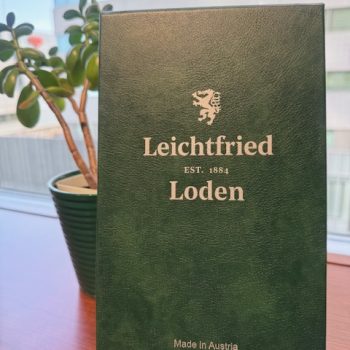 Leichtfried
EST. 1884
Loden
Made in Austria